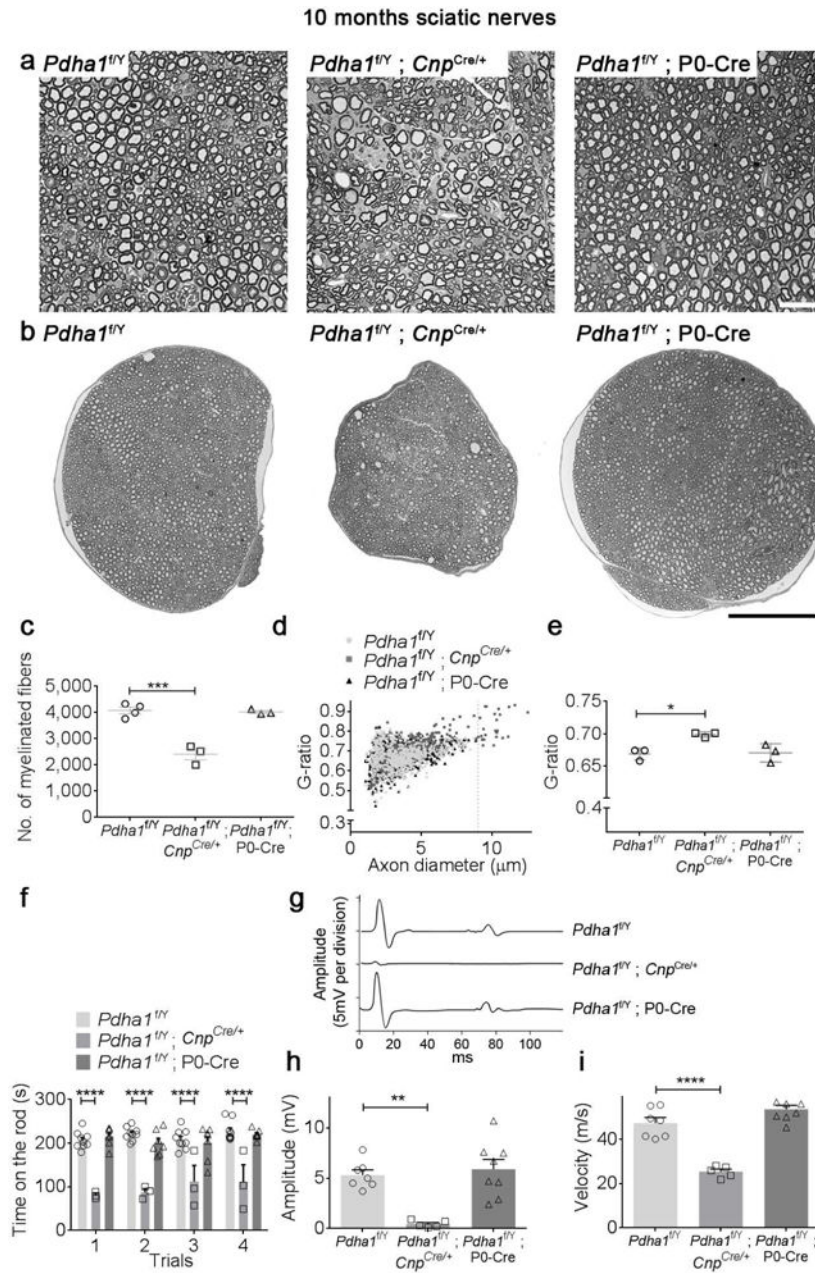 10 months sciatic nerves
a Pdha1f/Y
Pdha1f/Y ; CnpCre/+
Pdha1f/Y ; P0-Cre
b Pdha1f/Y
Pdha1f/Y ; CnpCre/+
Pdha1f/Y ; P0-Cre
c
No. of myelinated fibers
5,000
4,000
3,000
2,000
1,000
0
***
Pdha1f/Y
Pdha1f/Y ;
CnpCre/+
Pdha1f/Y ;
P0-Cre
d
Pdha1f/Y
Pdha1f/Y ; CnpCre/+
Pdha1f/Y ; P0-Cre
G-ratio
0.9
0.8
0.7
0.6
0.5
0.3
0 5 10 15
Axon diameter (μm)
e
G-ratio
0.75
0.70
0.65
0.4
*
Pdha1f/Y
Pdha1f/Y ;
CnpCre/+
Pdha1f/Y ;
P0-Cre
f
Pdha1f/Y
Pdha1f/Y ; CnpCre/+
Pdha1f/Y ; P0-Cre
Time on the rod (s)
300
200
100
0
**** **** **** ****
1 2 3 4
Trials
g
Amplitude
(5mV per division)
Pdha1f/Y
Pdha1f/Y ; CnpCre/+
Pdha1f/Y ; P0-Cre
0 20 40 60 80 100
ms
h
Amplitude (mV)
10
5
0
**
Pdha1f/Y
Pdha1f/Y ;
CnpCre/+
Pdha1f/Y ;
P0-Cre
i
Velocity (m/s)
40
20
0
****
Pdha1f/Y
Pdha1f/Y ;
CnpCre/+
Pdha1f/Y ;
P0-Cre